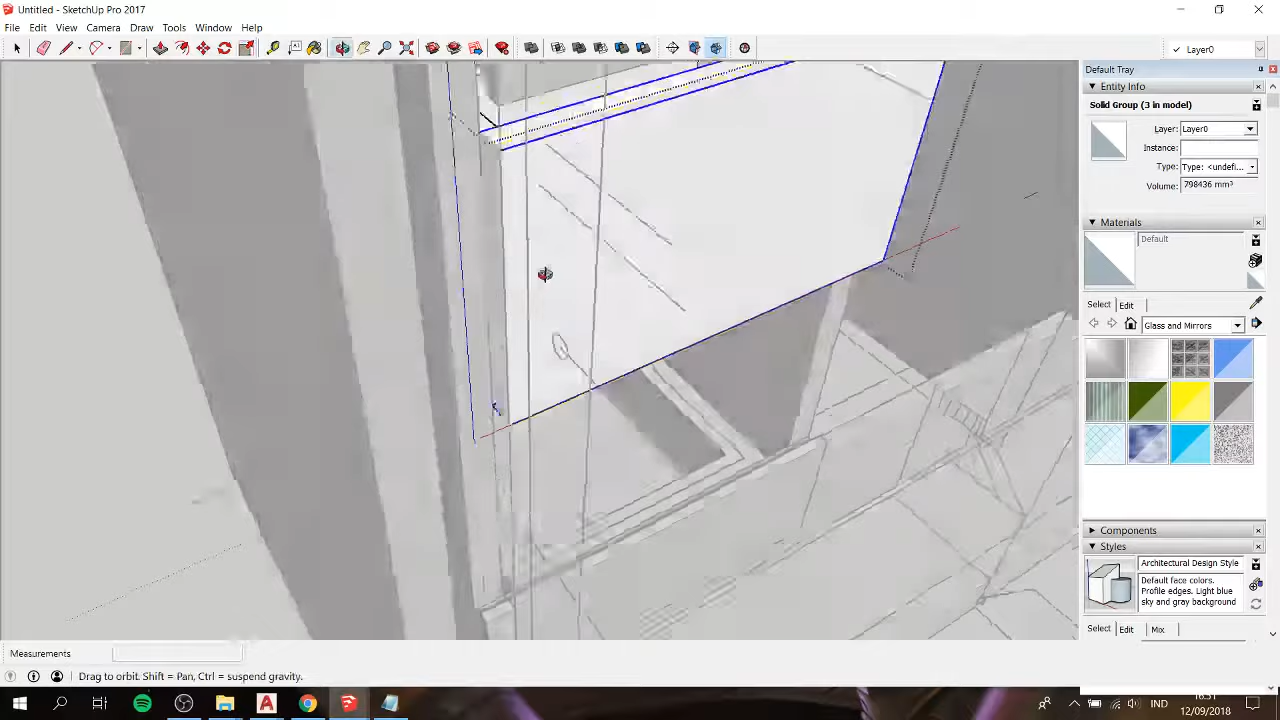 Untitled - SketchUp Pro 2017
File Edit Camera Draw Tools Window Help
Layer0
Default Tray
Entity Info
Solid Group (3 in model)
Layer: Layer0
Instance:
Type: Type: <undefi...
Volume: 798436 mm³
Materials
Default
Select Edit
Glass and Mirrors
Components
Styles
Architectural Design Style
Default face colors.
Profile edges. Light blue
sky and gray background
Select Edit Mix
Measurements
Drag to orbit. Shift = Pan, Ctrl = suspend gravity.
IND
16.51
12/09/2018